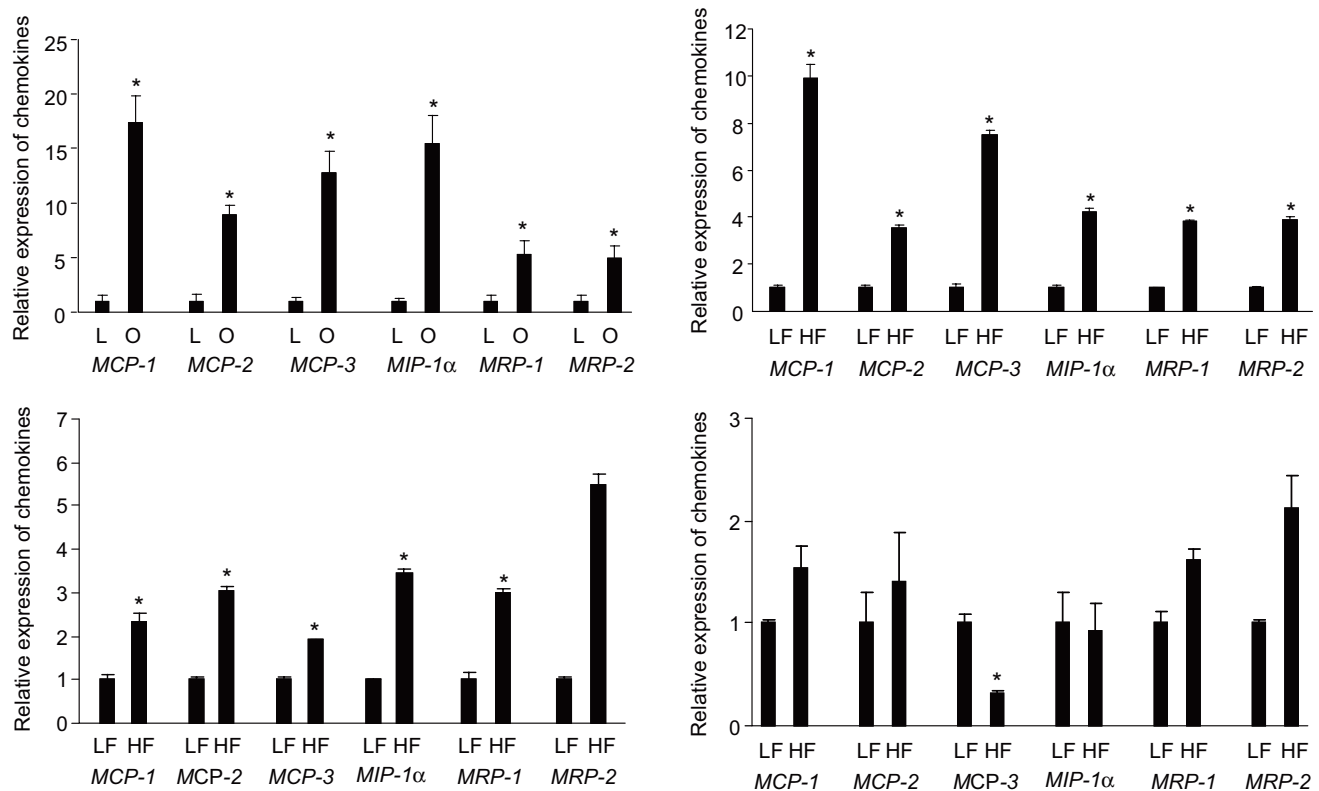 Relative expression of chemokines
25
20
15
10
5
0
* * * * * *
L O L O L O L O L O L O
MCP-1 MCP-2 MCP-3 MIP-1α MRP-1 MRP-2
Relative expression of chemokines
12
10
8
6
4
2
0
* * * * * *
LF HF LF HF LF HF LF HF LF HF LF HF
MCP-1 MCP-2 MCP-3 MIP-1α MRP-1 MRP-2
Relative expression of chemokines
7
6
5
4
3
2
1
0
* * * * *
LF HF LF HF LF HF LF HF LF HF LF HF
MCP-1 MCP-2 MCP-3 MIP-1α MRP-1 MRP-2
Relative expression of chemokines
3
2
1
0
*
LF HF LF HF LF HF LF HF LF HF LF HF
MCP-1 MCP-2 MCP-3 MIP-1α MRP-1 MRP-2